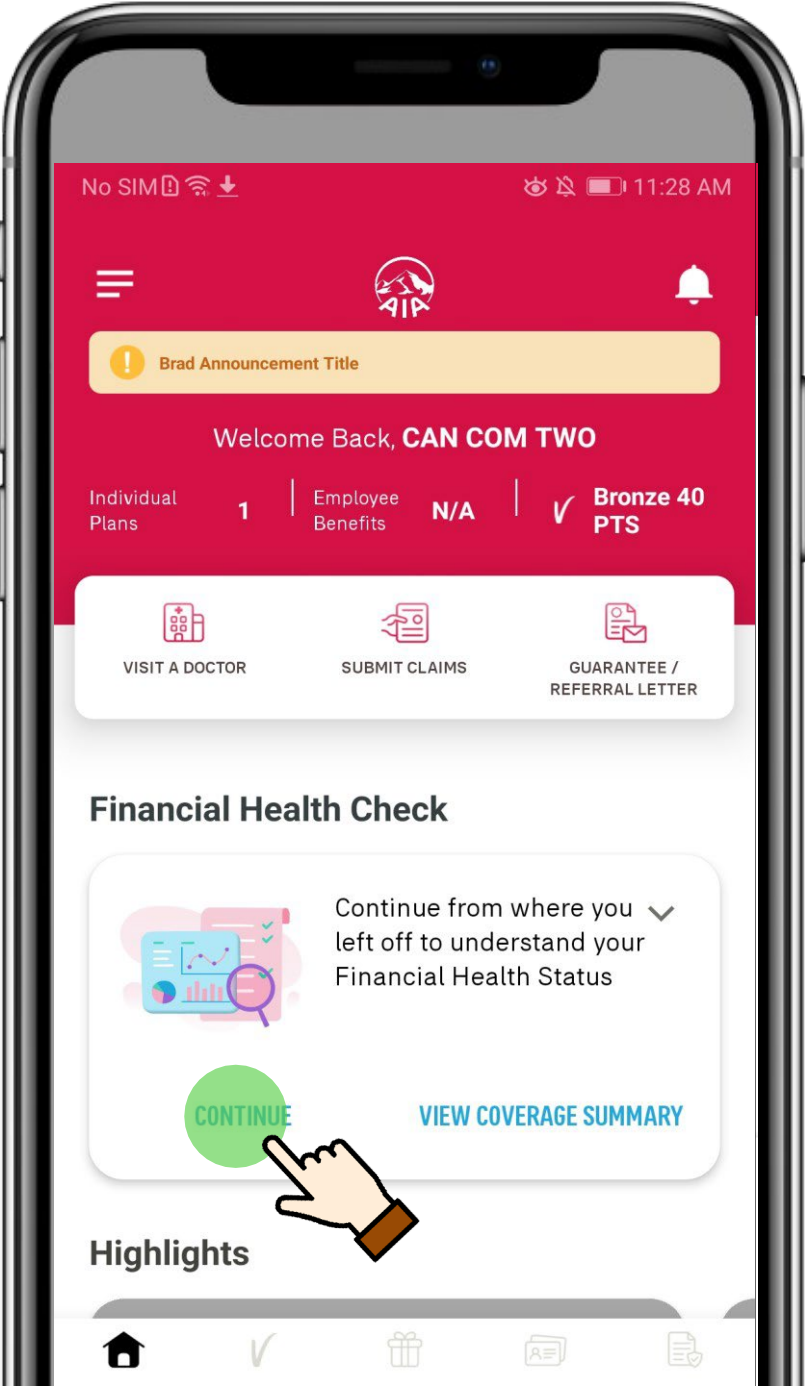 No SIM 11:28 AM
AIA
Brad Announcement Title
Welcome Back, CAN COM TWO
Individual Plans 1
Employee Benefits N/A
Bronze 40 PTS
VISIT A DOCTOR
SUBMIT CLAIMS
GUARANTEE /
REFERRAL LETTER
Financial Health Check
Continue from where you
left off to understand your
Financial Health Status
CONTINUE
VIEW COVERAGE SUMMARY
Highlights